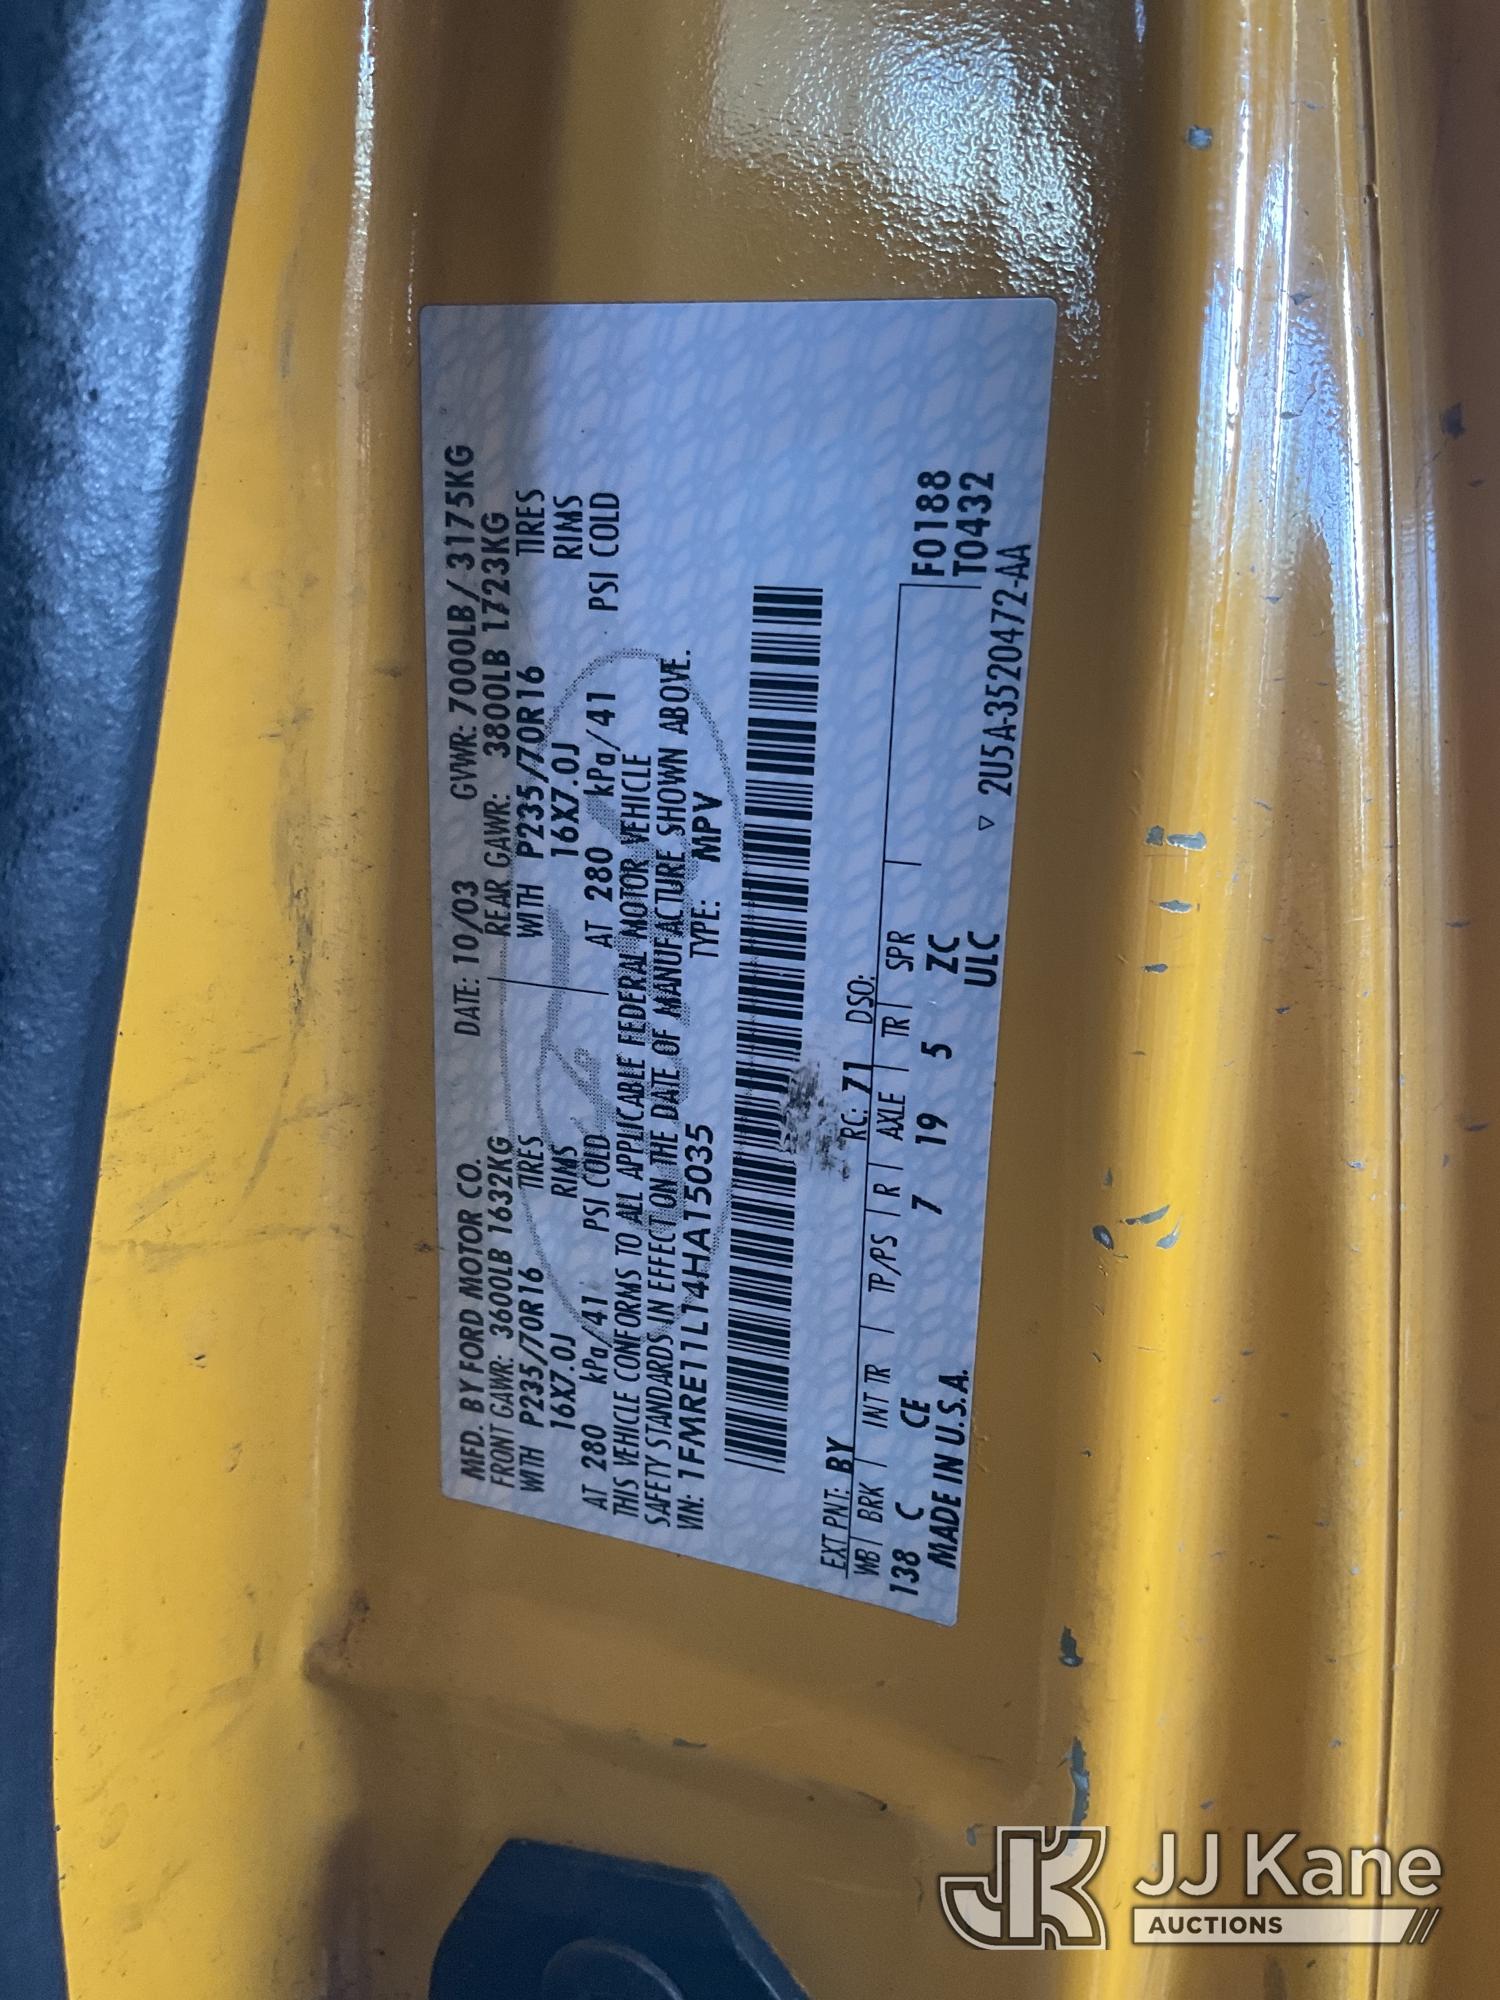 MFD. BY FORD MOTOR CO. DATE: 10/03 GVWR: 7000LB/3175KG
FRONT GAWR: 3600LB 1632KG REAR GAWR: 3800LB 1723KG
WITH P235/70R16 TIRES WITH P235/70R16 TIRES
16X7.0J RIMS 16X7.0J RIMS
AT 280 kPa/41 PSI COLD AT 280 kPa/41 PSI COLD
THIS VEHICLE CONFORMS TO ALL APPLICABLE FEDERAL MOTOR VEHICLE
SAFETY STANDARDS IN EFFECT ON THE DATE OF MANUFACTURE SHOWN ABOVE.
VIN: 1FMRE11L14HA15035 TYPE: MPV
EXT PNT: BY RC: 71 DSO:
WB BRK INT TR TP/PS R AXLE TR SPR F0188
138 C CE 7 19 5 ZC T0432
MADE IN U.S.A. ULC
▽ 2U5A-3520472-AA
JK JJ Kane
AUCTIONS